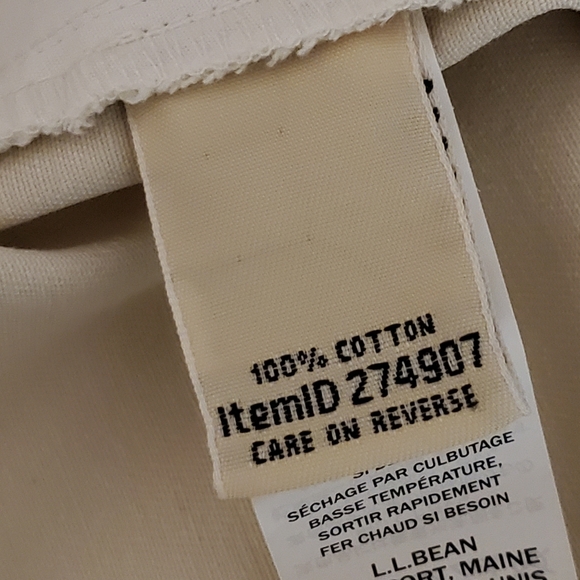 100% COTTON
ItemID 274907
CARE ON REVERSE
SÉCHAGE PAR CULBUTAGE
BASSE TEMPÉRATURE,
SORTIR RAPIDEMENT
FER CHAUD SI BESOIN
L.L.BEAN
MAINE